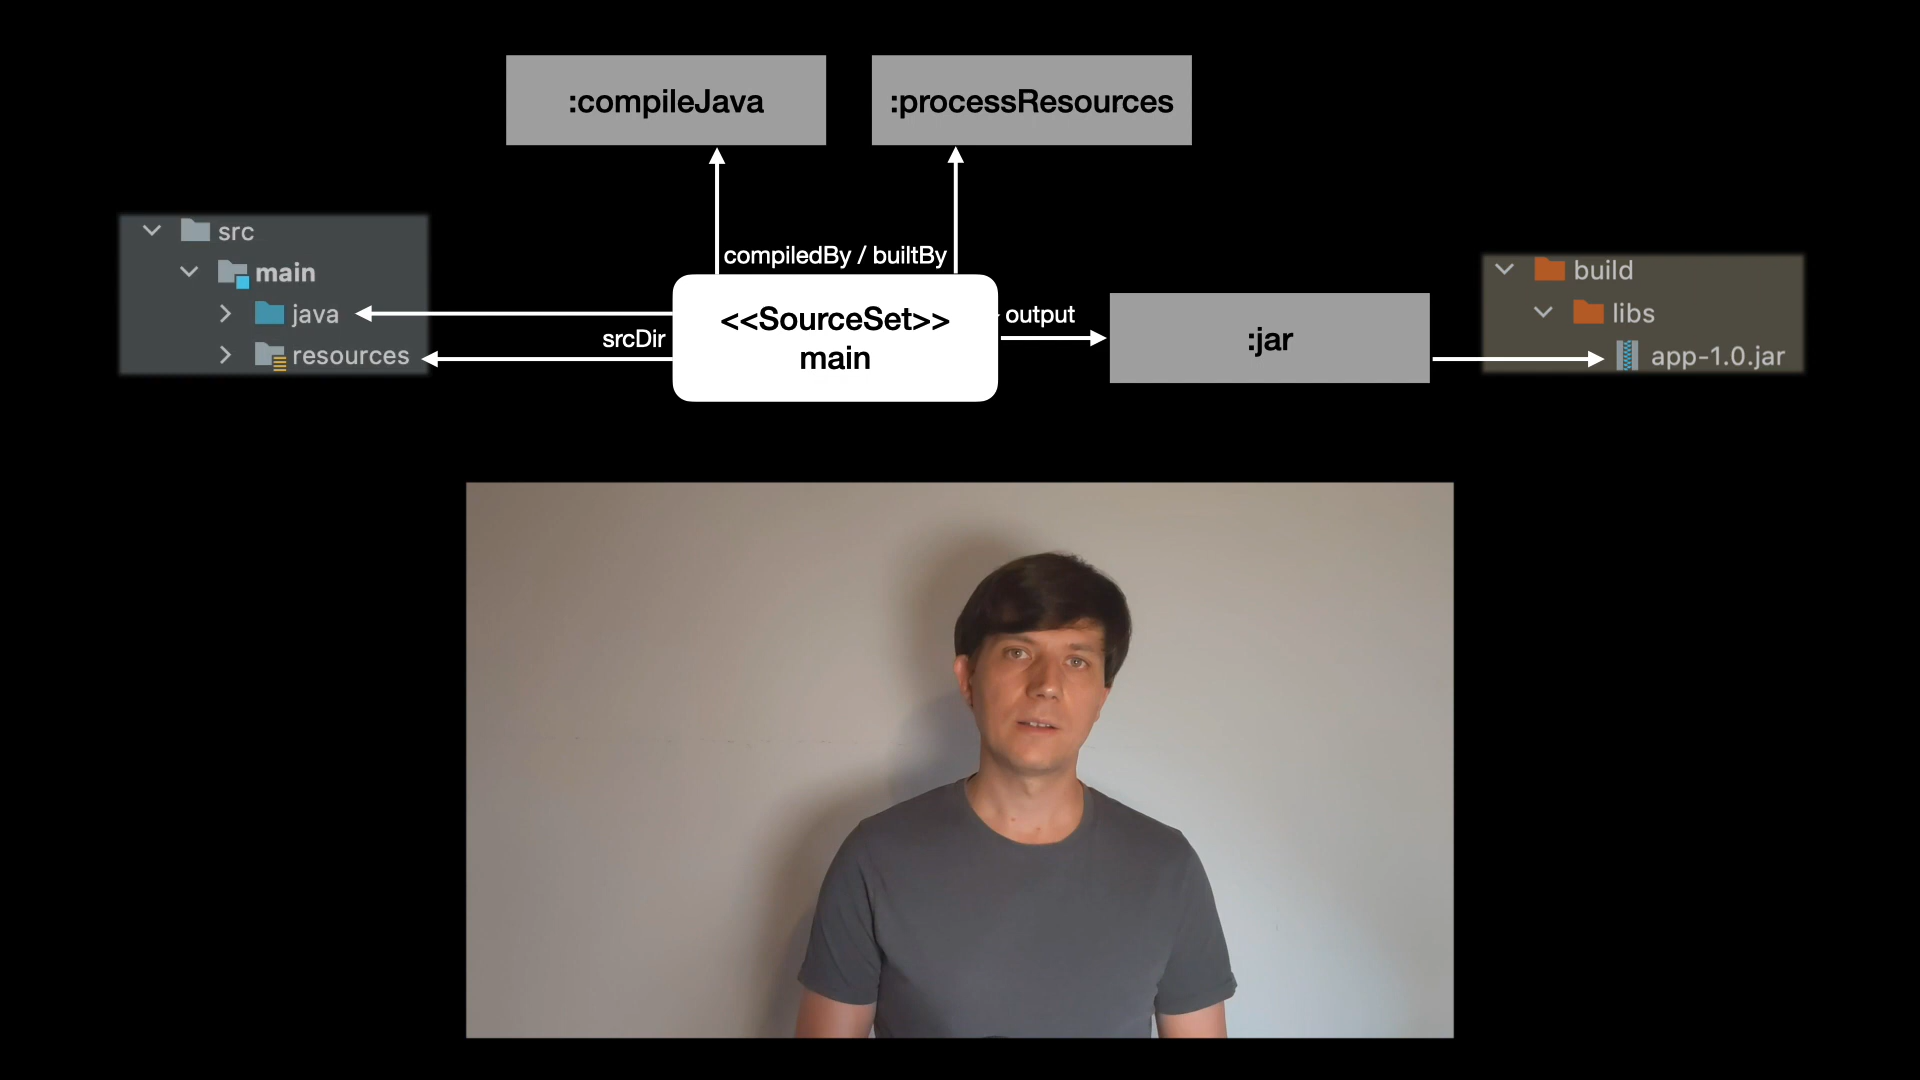 :compileJava
:processResources
src
main
java
resources
compiledBy / builtBy
srcDir
<<SourceSet>>
main
output
:jar
build
libs
app-1.0.jar